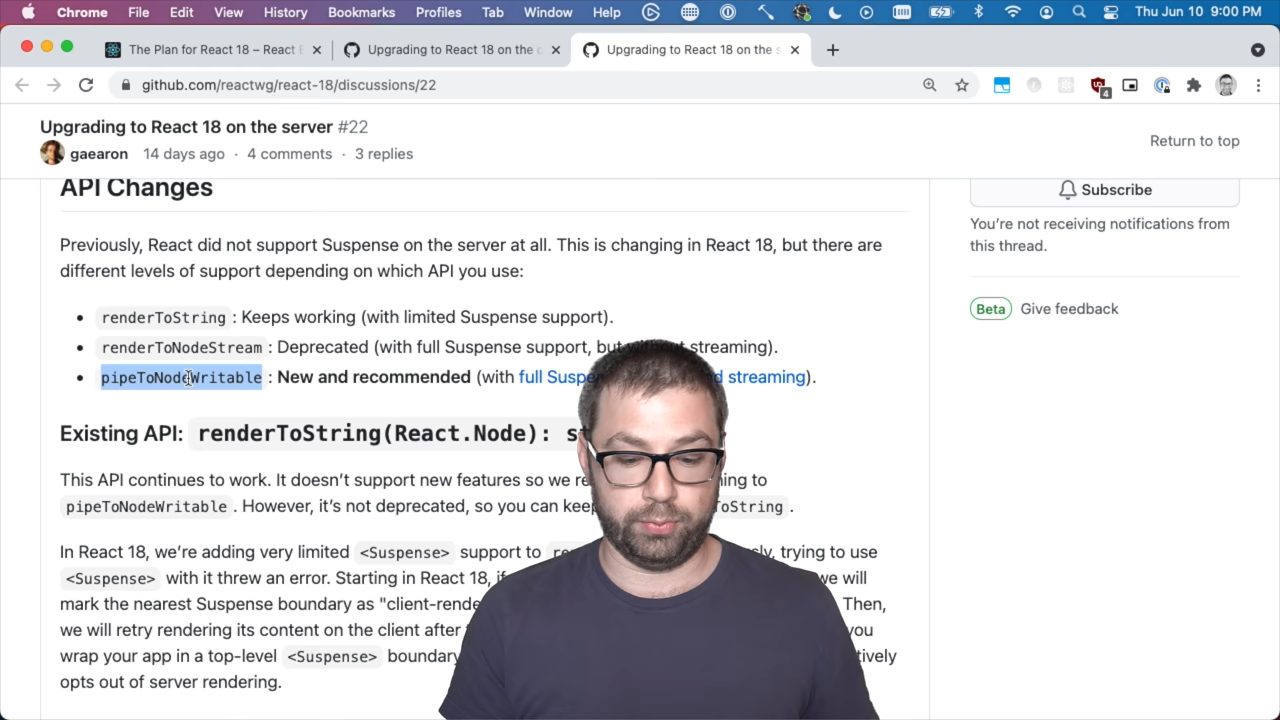 Chrome File Edit View History Bookmarks Profiles Tab Window Help Thu Jun 10 9:00 PM
The Plan for React 18 – React Upgrading to React 18 on the Upgrading to React 18 on the
github.com/reactwg/react-18/discussions/22
4
Upgrading to React 18 on the server #22
gaearon 14 days ago · 4 comments · 3 replies
Return to top
API Changes
Subscribe
You’re not receiving notifications from
this thread.
Beta Give feedback
Previously, React did not support Suspense on the server at all. This is changing in React 18, but there are
different levels of support depending on which API you use:
• renderToString : Keeps working (with limited Suspense support).
• renderToNodeStream : Deprecated (with full Suspense support, but without streaming).
• pipeToNodeWritable : New and recommended (with full streaming).
Existing API: renderToString(React.Node):
This API continues to work. It doesn’t support new features so we to
pipeToNodeWritable . However, it’s not deprecated, so you can keep .
In React 18, we’re adding very limited <Suspense> support to trying to use
<Suspense> with it threw an error. Starting in React 18, we will
mark the nearest Suspense boundary as Then,
we will retry rendering its content on the client after you
wrap your app in a top-level <Suspense> boundary
opts out of server rendering.